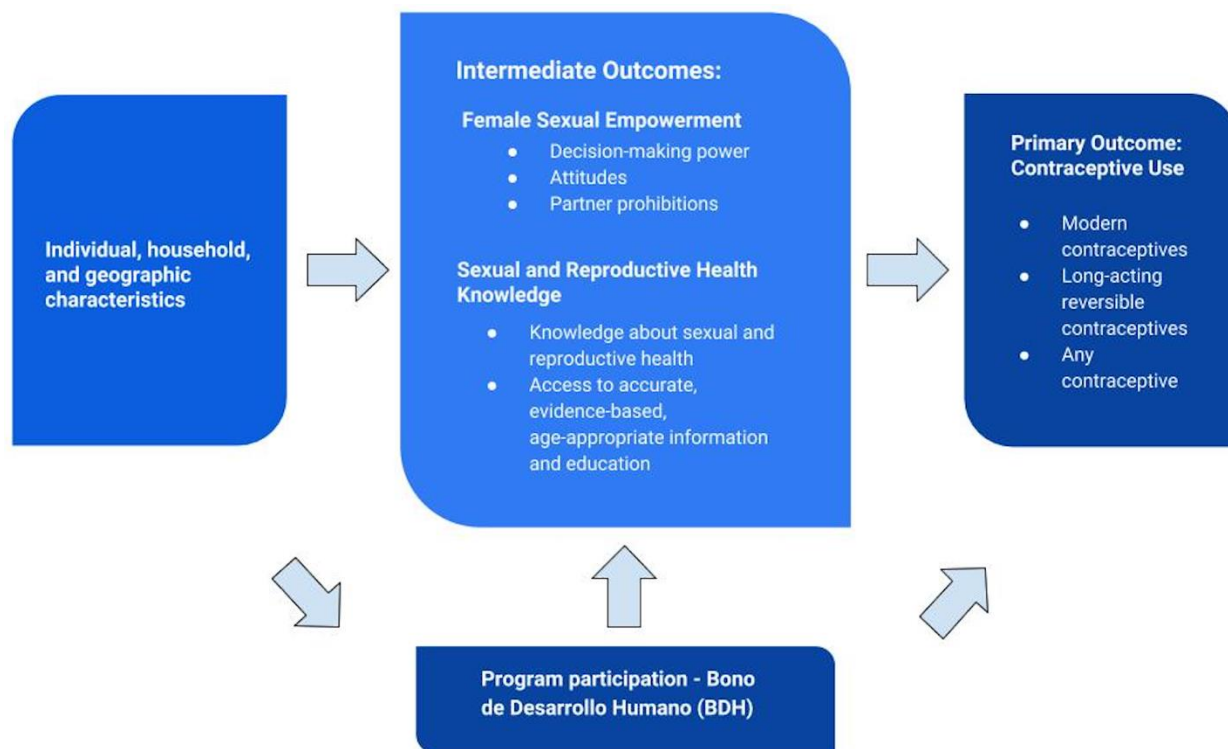 Individual, household,
and geographic
characteristics
Intermediate Outcomes:
Female Sexual Empowerment
● Decision-making power
● Attitudes
● Partner prohibitions
Sexual and Reproductive Health
Knowledge
● Knowledge about sexual and
reproductive health
● Access to accurate,
evidence-based,
age-appropriate information
and education
Primary Outcome:
Contraceptive Use
● Modern
contraceptives
● Long-acting
reversible
contraceptives
● Any
contraceptive
Program participation - Bono
de Desarrollo Humano (BDH)